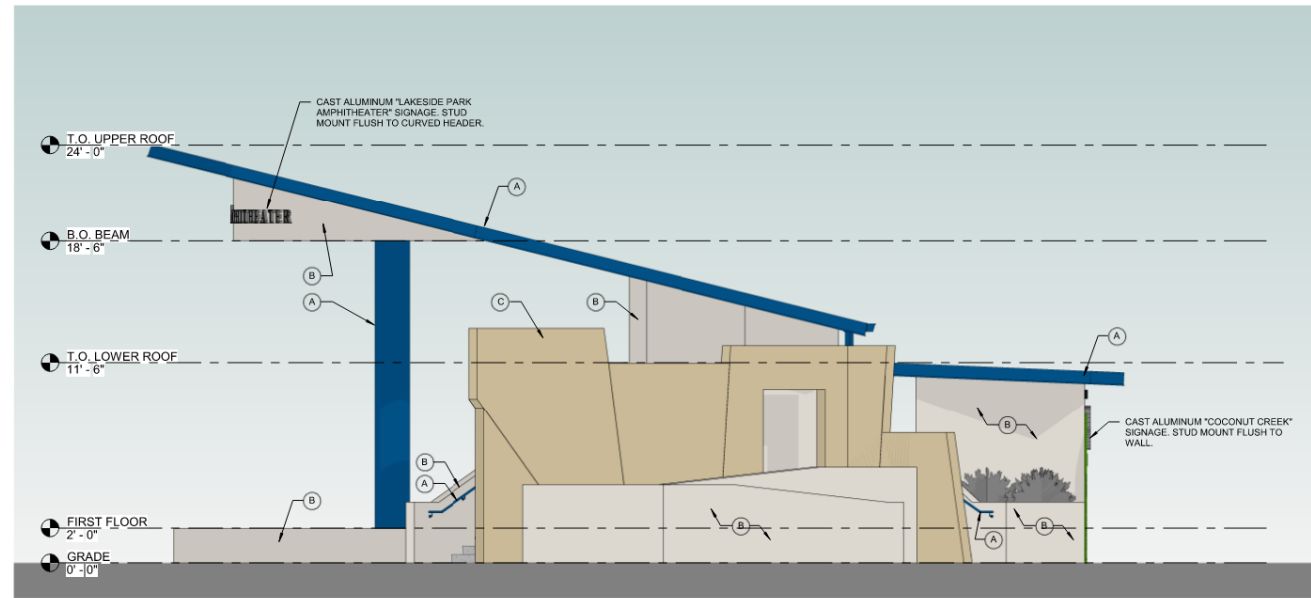 CAST ALUMINUM "LAKESIDE PARK
AMPHITHEATER" SIGNAGE. STUD
MOUNT FLUSH TO CURVED HEADER.
T.O. UPPER ROOF
24' - 0"
A
HITHEATER
B.O. BEAM
18' - 6"
B
A
C
B
A
T.O. LOWER ROOF
11' - 6"
B
CAST ALUMINUM "COCONUT CREEK"
SIGNAGE. STUD MOUNT FLUSH TO
WALL.
B
A
B
FIRST FLOOR
2' - 0"
B
B
A
GRADE
0' - 0"